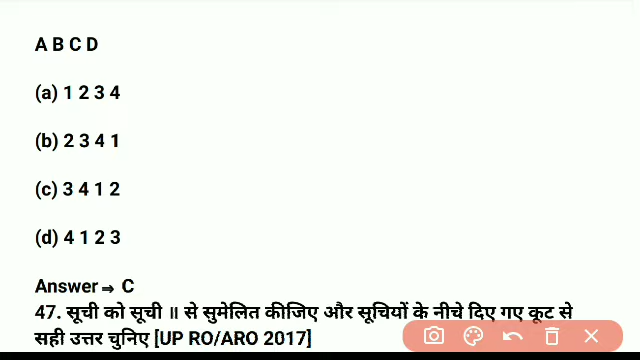 A B C D
(a) 1 2 3 4
(b) 2 3 4 1
(c) 3 4 1 2
(d) 4 1 2 3
Answer ⇒ C
47. सूची को सूची ॥ से सुमेलित कीजिए और सूचियों के नीचे दिए गए कूट से
सही उत्तर चुनिए [UP RO/ARO 2017]